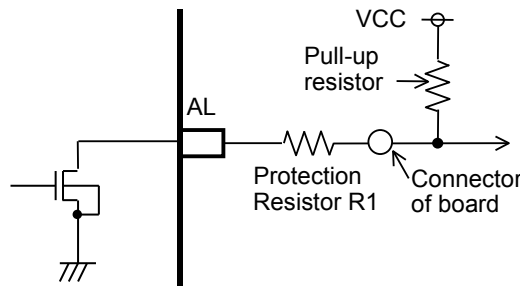 VCC
Pull-up
resistor
AL
Protection
Resistor R1
Connector
of board